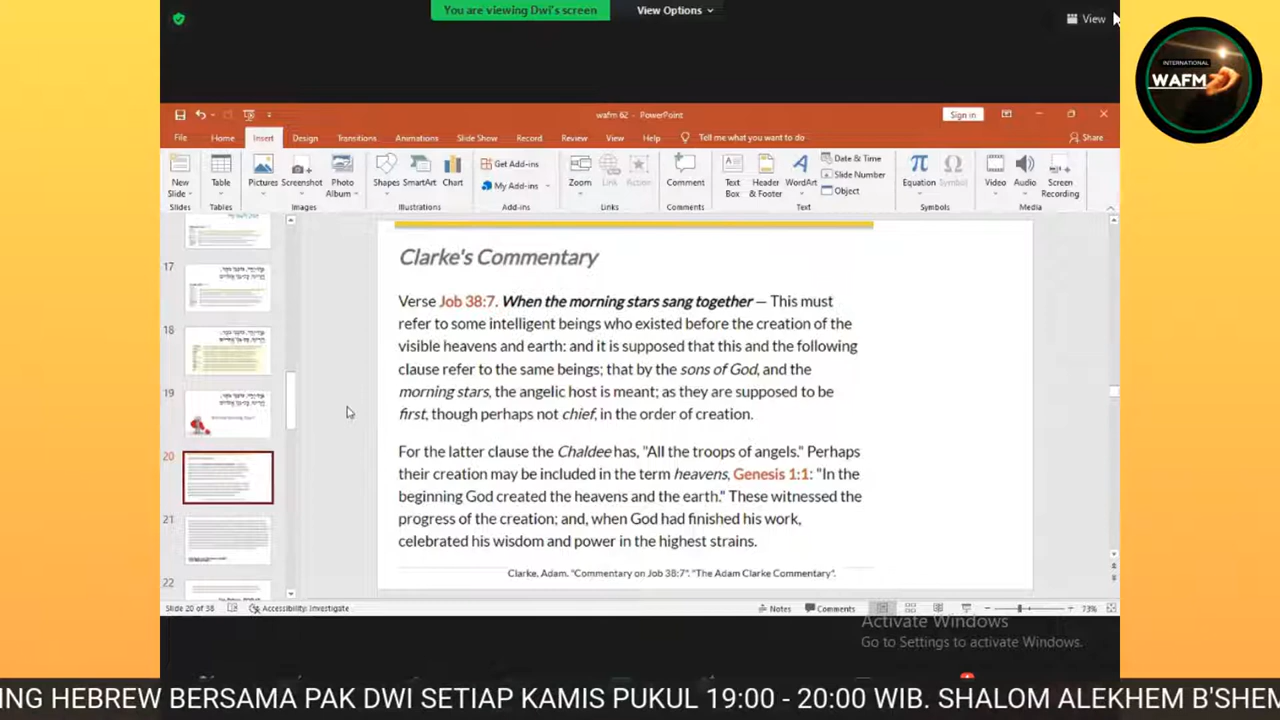 You are viewing Dwi's screen
View Options
View
INTERNATIONAL
WAFM
wafm 62 - PowerPoint
Sign in
File Home Insert Design Transitions Animations Slide Show Record Review View Help Tell me what you want to do
Share
New Slide
Table
Pictures
Screenshot
Photo Album
Shapes
SmartArt
Chart
Get Add-ins
My Add-ins
Zoom
Link
Action
Comment
Text Box
Header & Footer
WordArt
Date & Time
Slide Number
Object
Equation
Symbol
Video
Audio
Screen Recording
Slides Tables Images Illustrations Add-ins Links Comments Text Symbols Media
17
18
19
20
21
22
Clarke's Commentary
Verse Job 38:7. When the morning stars sang together — This must
refer to some intelligent beings who existed before the creation of the
visible heavens and earth: and it is supposed that this and the following
clause refer to the same beings; that by the sons of God, and the
morning stars, the angelic host is meant; as they are supposed to be
first, though perhaps not chief, in the order of creation.
For the latter clause the Chaldee has, "All the troops of angels." Perhaps
their creation may be included in the term heavens, Genesis 1:1: "In the
beginning God created the heavens and the earth." These witnessed the
progress of the creation; and, when God had finished his work,
celebrated his wisdom and power in the highest strains.
Clarke, Adam. "Commentary on Job 38:7". "The Adam Clarke Commentary".
Slide 20 of 38
Accessibility: Investigate
Notes
Comments
73%
Activate Windows
Go to Settings to activate Windows.
ING HEBREW BERSAMA PAK DWI SETIAP KAMIS PUKUL 19:00 - 20:00 WIB. SHALOM ALEKHEM B'SHEM